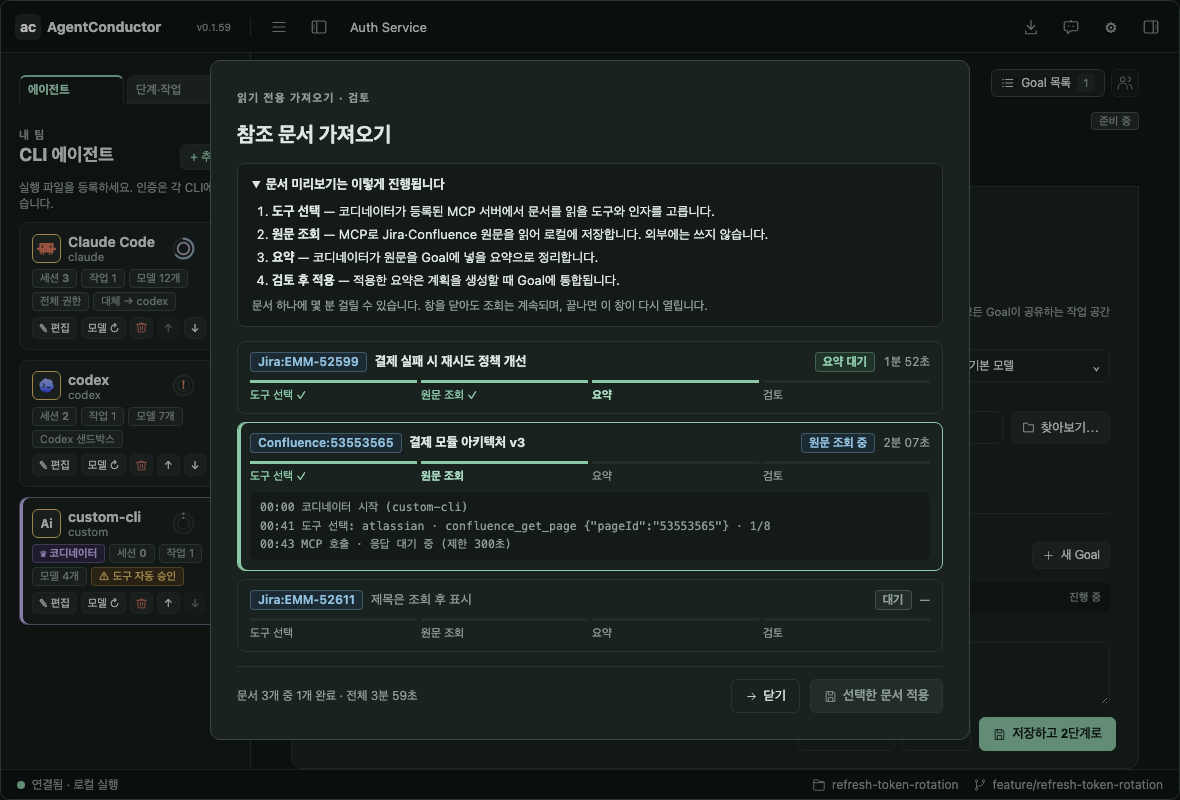 ac AgentConductor v0.1.59 Auth Service
에이전트 단계·작업
Goal 목록 1
준비 중
내 팀
CLI 에이전트
+ 추
실행 파일을 등록하세요. 인증은 각 CLI에
습니다.
Claude Code
claude
세션 3 작업 1 모델 12개
전체 권한 대체 → codex
✎ 편집 모델 ↑ ↓
codex
codex
세션 2 작업 1 모델 7개
Codex 샌드박스
✎ 편집 모델 ↑ ↓
Ai custom-cli
custom
코디네이터 세션 0 작업 1
모델 4개 ⚠ 도구 자동 승인
✎ 편집 모델 ↑ ↓
읽기 전용 가져오기 · 검토
참조 문서 가져오기
▼ 문서 미리보기는 이렇게 진행됩니다
1. 도구 선택 — 코디네이터가 등록된 MCP 서버에서 문서를 읽을 도구와 인자를 고릅니다.
2. 원문 조회 — MCP로 Jira·Confluence 원문을 읽어 로컬에 저장합니다. 외부에는 쓰지 않습니다.
3. 요약 — 코디네이터가 원문을 Goal에 넣을 요약으로 정리합니다.
4. 검토 후 적용 — 적용한 요약은 계획을 생성할 때 Goal에 통합됩니다.
문서 하나에 몇 분 걸릴 수 있습니다. 창을 닫아도 조회는 계속되며, 끝나면 이 창이 다시 열립니다.
Jira:EMM-52599 결제 실패 시 재시도 정책 개선 요약 대기 1분 52초
도구 선택 ✓ 원문 조회 ✓ 요약 검토
Confluence:53553565 결제 모듈 아키텍처 v3 원문 조회 중 2분 07초
도구 선택 ✓ 원문 조회 요약 검토
00:00 코디네이터 시작 (custom-cli)
00:41 도구 선택: atlassian · confluence_get_page {"pageId":"53553565"} · 1/8
00:43 MCP 호출 · 응답 대기 중 (제한 300초)
Jira:EMM-52611 제목은 조회 후 표시 대기 —
도구 선택 원문 조회 요약 검토
문서 3개 중 1개 완료 · 전체 3분 59초
→ 닫기 선택한 문서 적용
Goal이 공유하는 작업 공간
기본 모델
찾아보기...
+ 새 Goal
진행 중
저장하고 2단계로
연결됨 · 로컬 실행 refresh-token-rotation feature/refresh-token-rotation